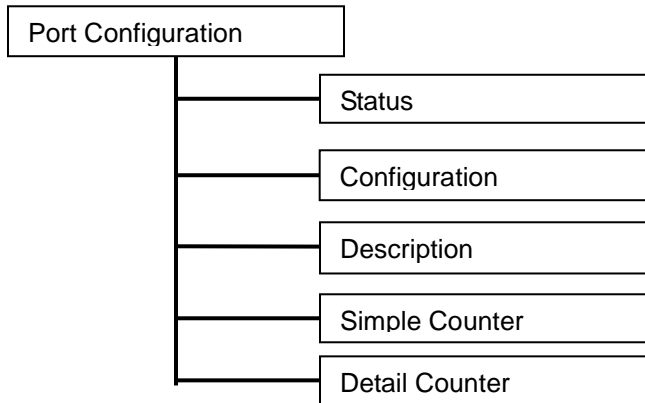 Port Configuration
Status
Configuration
Description
Simple Counter
Detail Counter